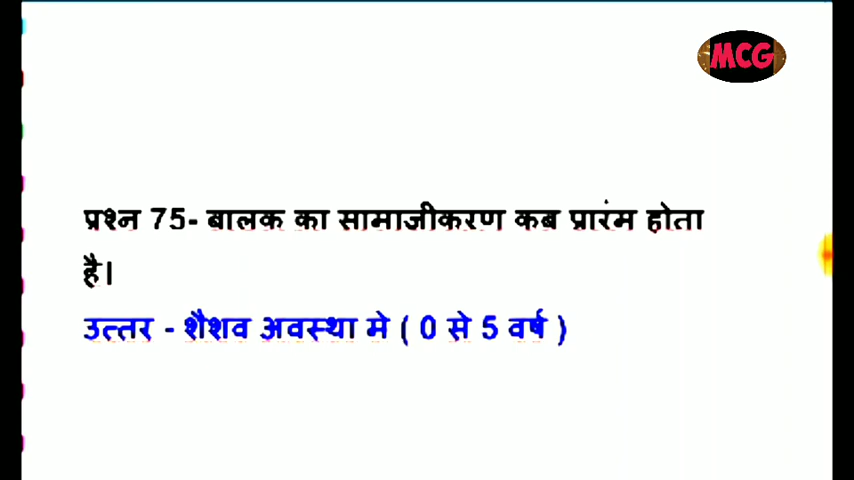 MCG
प्रश्न 75- बालक का सामाजीकरण कब प्रारंभ होता
है।
उत्तर - शैशव अवस्था मे ( 0 से 5 वर्ष )